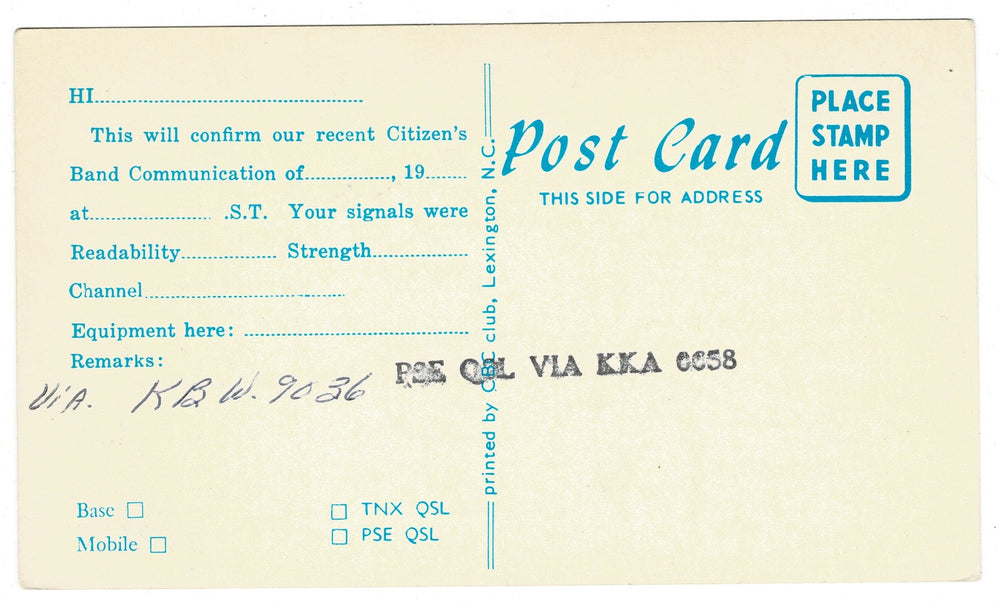 HI
This will confirm our recent Citizen's
Band Communication of, 19
at .S.T. Your signals were
Readability Strength
Channel
Equipment here:
Remarks:
ViA. KBW. 9036
PSE QSL VIA KKA 0658
Base □
Mobile □
□ TNX QSL
□ PSE QSL
printed by CBC club, Lexington, N.C.
Post Card
THIS SIDE FOR ADDRESS
PLACE
STAMP
HERE